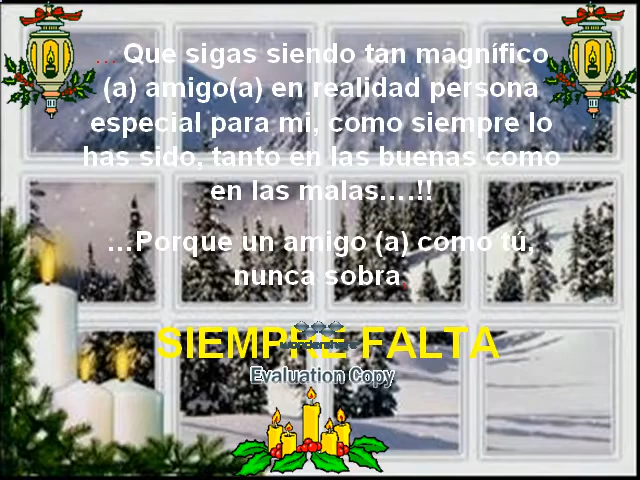 … Que sigas siendo tan magnífico
(a) amigo(a) en realidad persona
especial para mi, como siempre lo
has sido, tanto en las buenas como
en las malas….!!
…Porque un amigo (a) como tú,
nunca sobra.
SIEMPRE FALTA
wondershare
Evaluation Copy